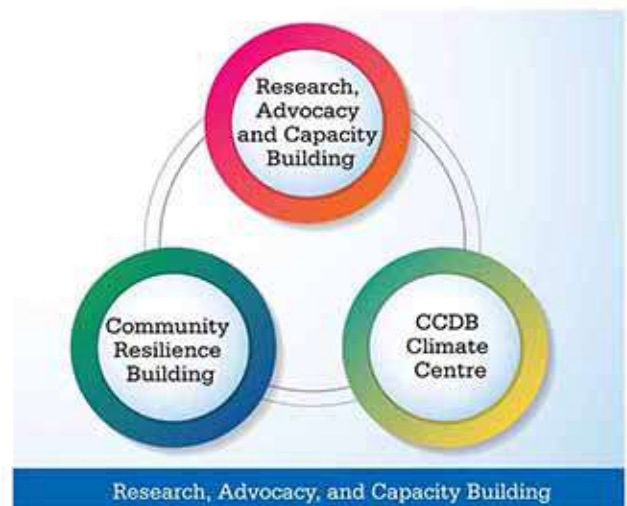 Research,
Advocacy
and Capacity
Building
Community
Resilience
Building
CCDB
Climate
Centre
Research, Advocacy, and Capacity Building